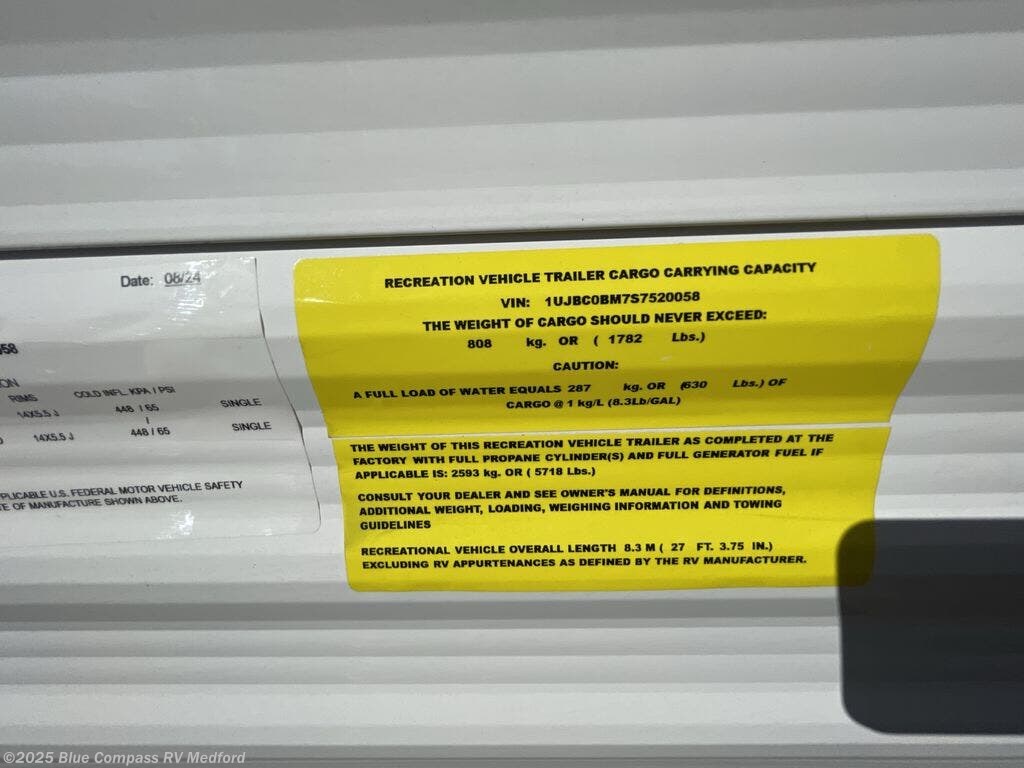 Date: 08/24
58
ON
RIMS COLD INFL. KPA / PSI
14X5.5 J 448 / 65 SINGLE
/
14X5.5 J 448 / 65 SINGLE
U.S. FEDERAL MOTOR VEHICLE SAFETY
OF MANUFACTURE SHOWN ABOVE.
RECREATION VEHICLE TRAILER CARGO CARRYING CAPACITY
VIN: 1UJBC0BM7S7520058
THE WEIGHT OF CARGO SHOULD NEVER EXCEED:
808 kg. OR ( 1782 Lbs.)
CAUTION:
A FULL LOAD OF WATER EQUALS 287 kg. OR (630 Lbs.) OF
CARGO @ 1 kg/L (8.3Lb/GAL)
THE WEIGHT OF THIS RECREATION VEHICLE TRAILER AS COMPLETED AT THE
FACTORY WITH FULL PROPANE CYLINDER(S) AND FULL GENERATOR FUEL IF
APPLICABLE IS: 2593 kg. OR ( 5718 Lbs.)
CONSULT YOUR DEALER AND SEE OWNER'S MANUAL FOR DEFINITIONS,
ADDITIONAL WEIGHT, LOADING, WEIGHING INFORMATION AND TOWING
GUIDELINES
RECREATIONAL VEHICLE OVERALL LENGTH 8.3 M ( 27 FT. 3.75 IN.)
EXCLUDING RV APPURTENANCES AS DEFINED BY THE RV MANUFACTURER.
©2025 Blue Compass RV Medford